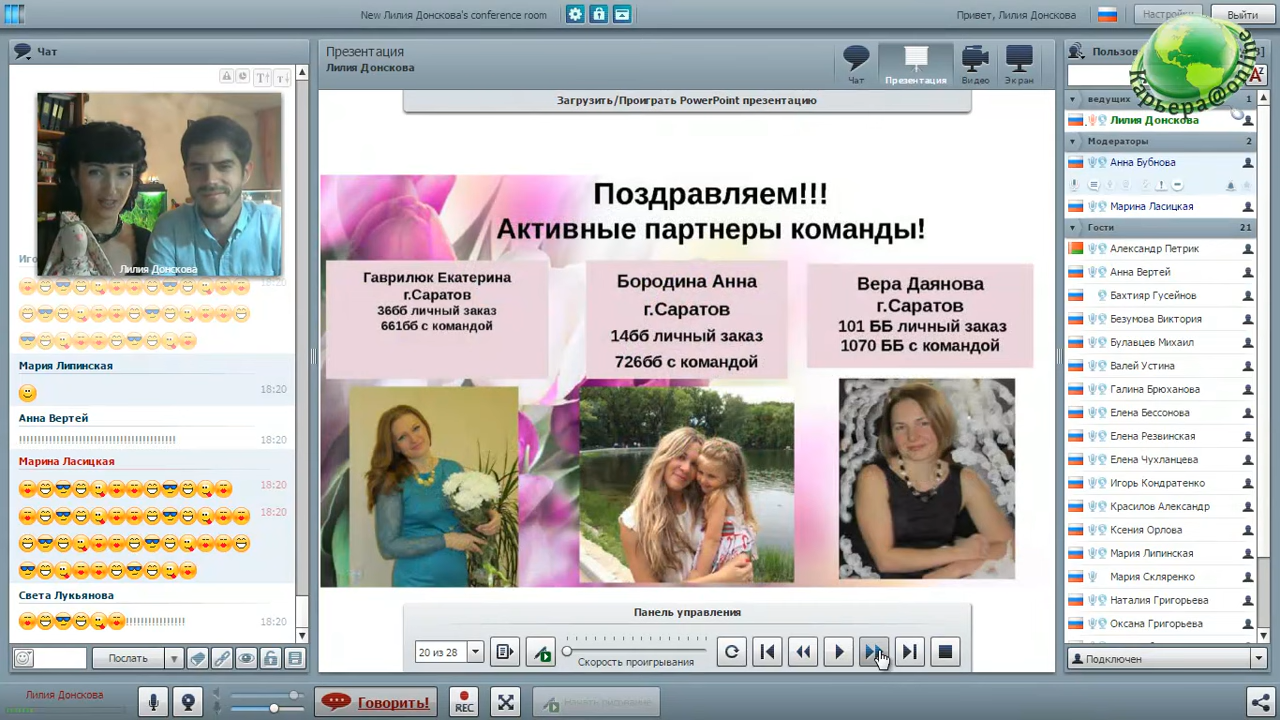 New Лилия Донскова's conference room
Привет, Лилия Донскова
Настройки
Выйти
Чат
T
T
Лилия Донскова
Мария Липинская
18:20
Анна Вертей
18:20
Марина Ласицкая
18:20
18:20
Света Лукьянова
18:20
Послать
Презентация
Лилия Донскова
Чат
Презентация
Видео
Экран
Загрузить/Проиграть PowerPoint презентацию
Поздравляем!!!
Активные партнеры команды!
Гаврилюк Екатерина
г.Саратов
36бб личный заказ
661бб с командой
Бородина Анна
г.Саратов
14бб личный заказ
726бб с командой
Вера Даянова
г.Саратов
101 ББ личный заказ
1070 ББ с командой
Панель управления
20 из 28
Скорость проигрывания
карьера@online
ведущих 1
Лилия Донскова
Модераторы 2
Анна Бубнова
Марина Ласицкая
Гости 21
Александр Петрик
Анна Вертей
Бахтияр Гусейнов
Безумова Виктория
Булавцев Михаил
Валей Устина
Галина Брюханова
Елена Бессонова
Елена Резвинская
Елена Чухланцева
Игорь Кондратенко
Красилов Александр
Ксения Орлова
Мария Липинская
Мария Скляренко
Наталия Григорьева
Оксана Григорьева
Подключен
Лилия Донскова
Говорить!
REC